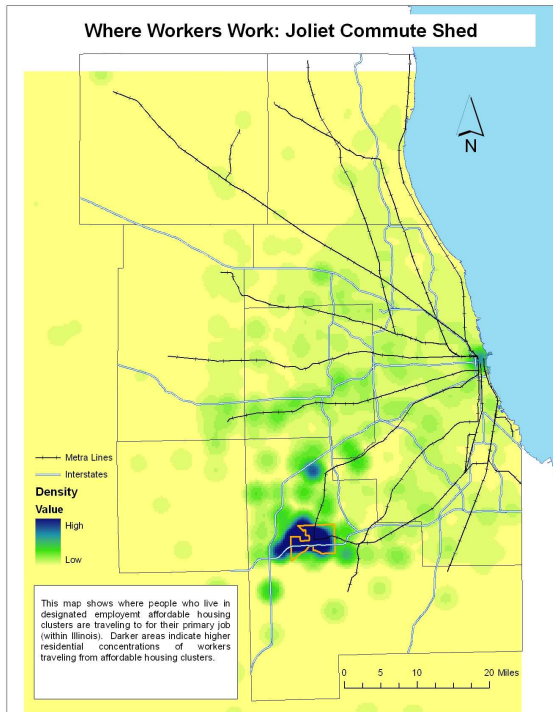 Where Workers Work: Joliet Commute Shed
N
Metra Lines
Interstates
Density
Value
High
Low
This map shows where people who live in
designated employemt affordable housing
clusters are traveling to for their primary job
(within Illinois). Darker areas indicate higher
residential concentrations of workers
traveling from affordable housing clusters.
0 5 10 20 Miles